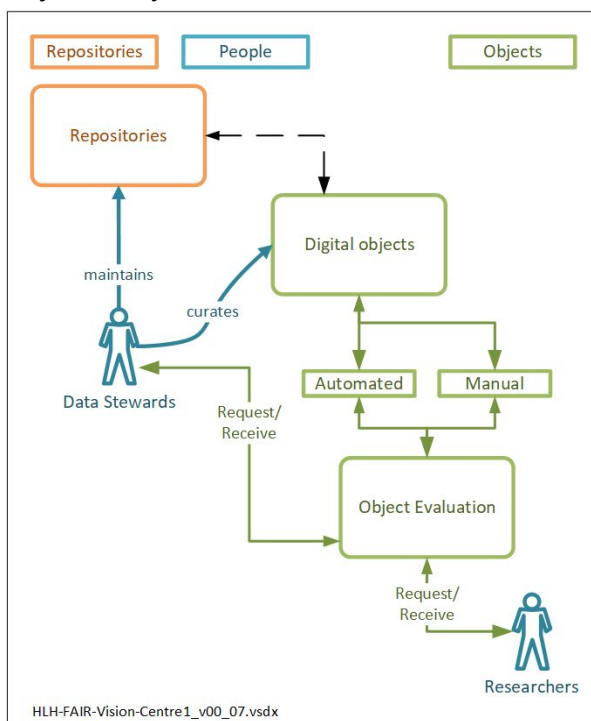 Repositories
People
Objects
Repositories
Digital objects
maintains
curates
Data Stewards
Automated
Manual
Request/
Receive
Object Evaluation
Request/
Receive
Researchers
HLH-FAIR-Vision-Centre1_v00_07.vsdx